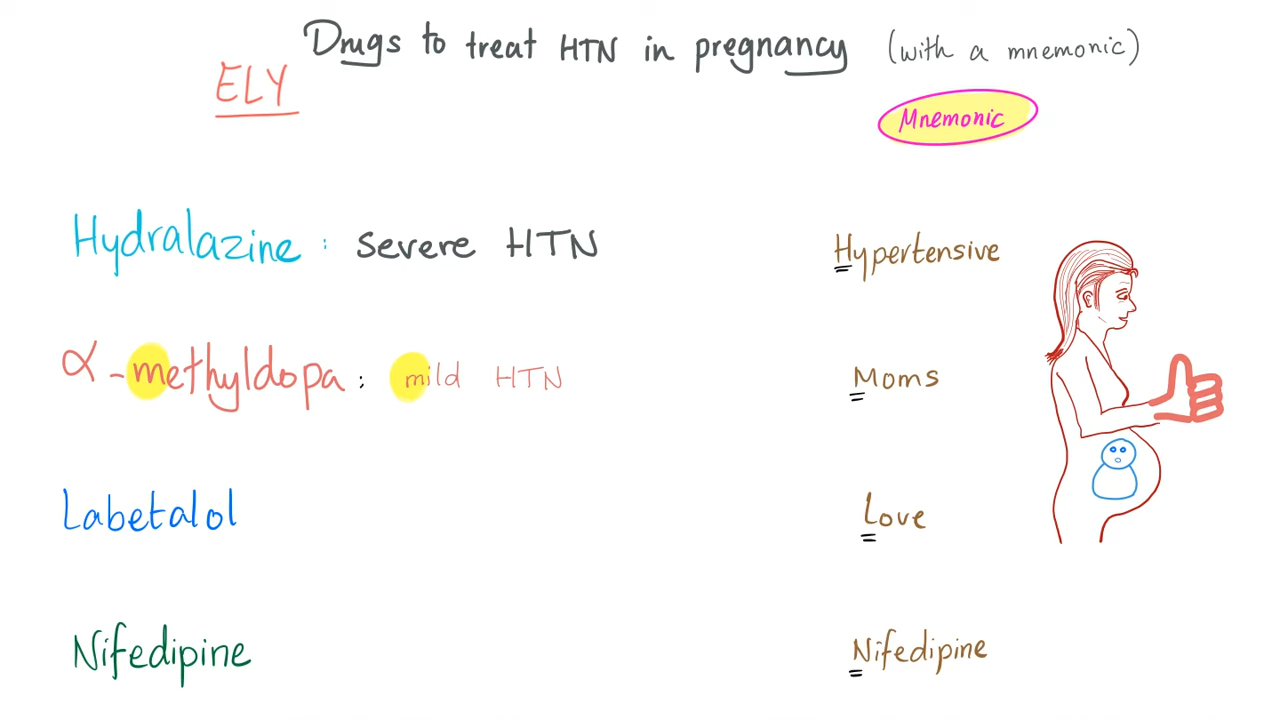 Drugs to treat HTN in pregnancy (with a mnemonic)
ELY
Mnemonic
Hydralazine : severe HTN
Hypertensive
α-methyldopa : mild HTN
Moms
Labetalol
Love
Nifedipine
Nifedipine